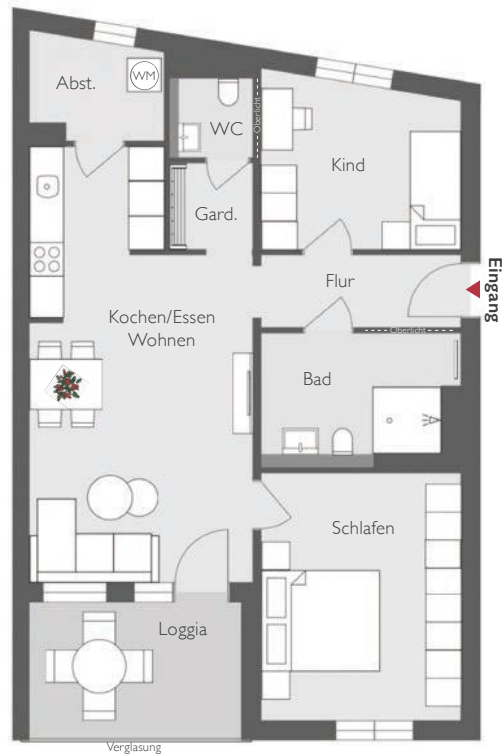 Abst.
WM
WC
Oberlicht
Kind
Gard.
Flur
Eingang
Kochen/Essen
Wohnen
Oberlicht
Bad
Schlafen
Loggia
Verglasung